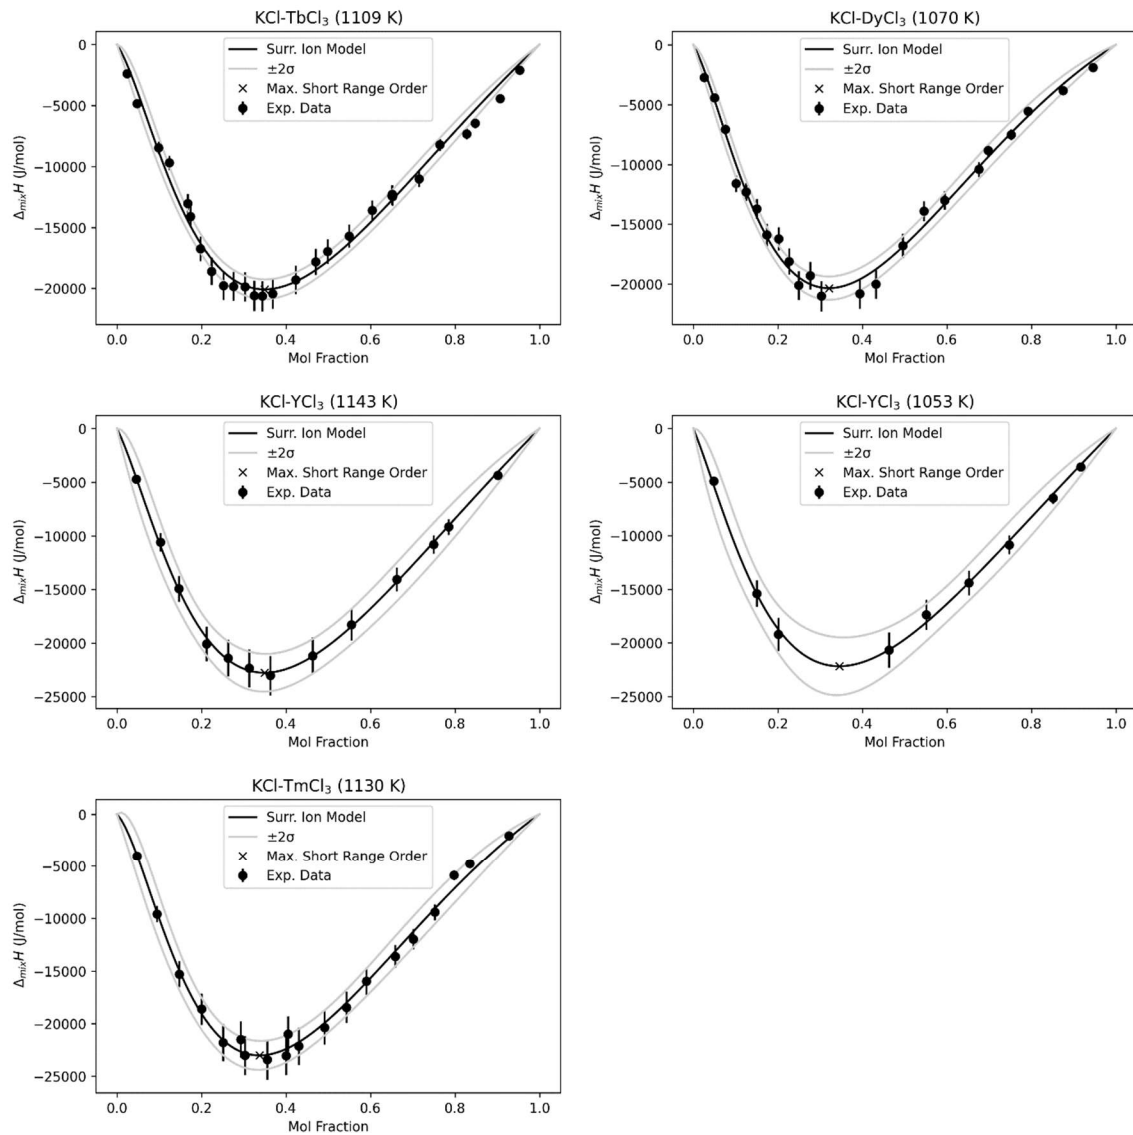 KCl-TbCl₃ (1109 K)
Surr. Ion Model
±2σ
Max. Short Range Order
Exp. Data
0
−5000
−10000
−15000
−20000
ΔmixH (J/mol)
0.0 0.2 0.4 0.6 0.8 1.0
Mol Fraction
KCl-DyCl₃ (1070 K)
Surr. Ion Model
±2σ
Max. Short Range Order
Exp. Data
0
−5000
−10000
−15000
−20000
ΔmixH (J/mol)
0.0 0.2 0.4 0.6 0.8 1.0
Mol Fraction
KCl-YCl₃ (1143 K)
Surr. Ion Model
±2σ
Max. Short Range Order
Exp. Data
0
−5000
−10000
−15000
−20000
−25000
ΔmixH (J/mol)
0.0 0.2 0.4 0.6 0.8 1.0
Mol Fraction
KCl-YCl₃ (1053 K)
Surr. Ion Model
±2σ
Max. Short Range Order
Exp. Data
0
−5000
−10000
−15000
−20000
−25000
ΔmixH (J/mol)
0.0 0.2 0.4 0.6 0.8 1.0
Mol Fraction
KCl-TmCl₃ (1130 K)
Surr. Ion Model
±2σ
Max. Short Range Order
Exp. Data
0
−5000
−10000
−15000
−20000
−25000
ΔmixH (J/mol)
0.0 0.2 0.4 0.6 0.8 1.0
Mol Fraction